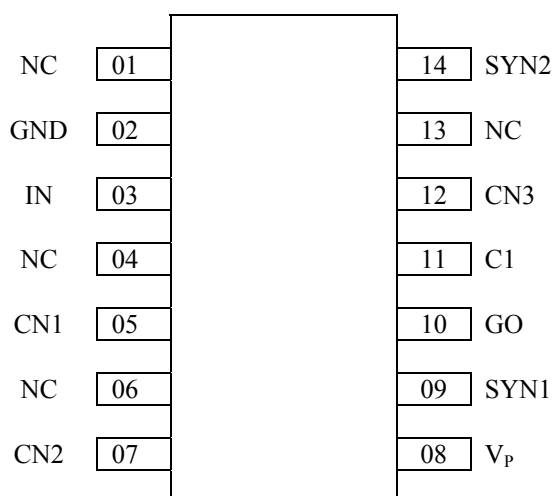 NC 01 14 SYN2
GND 02 13 NC
IN 03 12 CN3
NC 04 11 C1
CN1 05 10 GO
NC 06 09 SYN1
CN2 07 08 VP